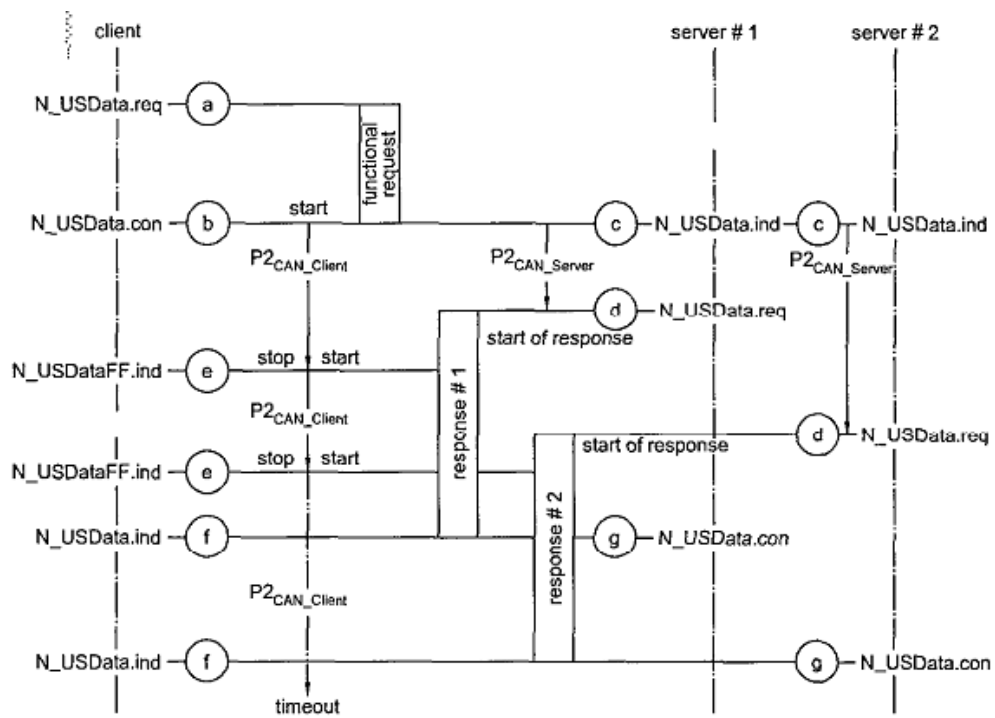 client server # 1 server # 2
N_USData.req a
functional request
N_USData.con b start c N_USData.ind c N_USData.ind
P2CAN_Client P2CAN_Server P2CAN_Server
d N_USData.req
start of response
N_USDataFF.ind e stop start
response # 1
P2CAN_Client
start of response d N_USData.req
N_USDataFF.ind e stop start
response # 2
N_USData.ind f g N_USData.con
P2CAN_Client
N_USData.ind f g N_USData.con
timeout